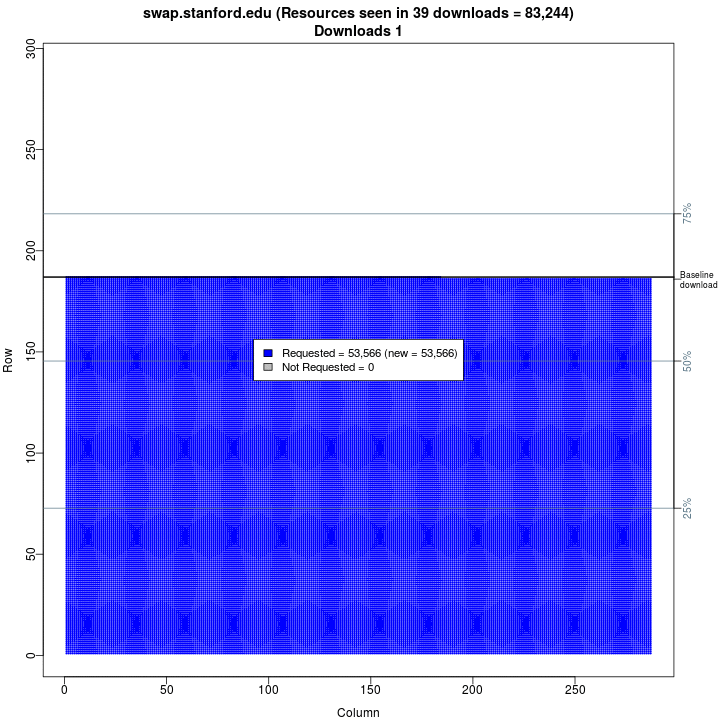 swap.stanford.edu (Resources seen in 39 downloads = 83,244)
Downloads 1
300
250
200
150
100
50
0
Row
75%
Baseline
download
50%
25%
Requested = 53,566 (new = 53,566)
Not Requested = 0
0
50
100
150
200
250
Column